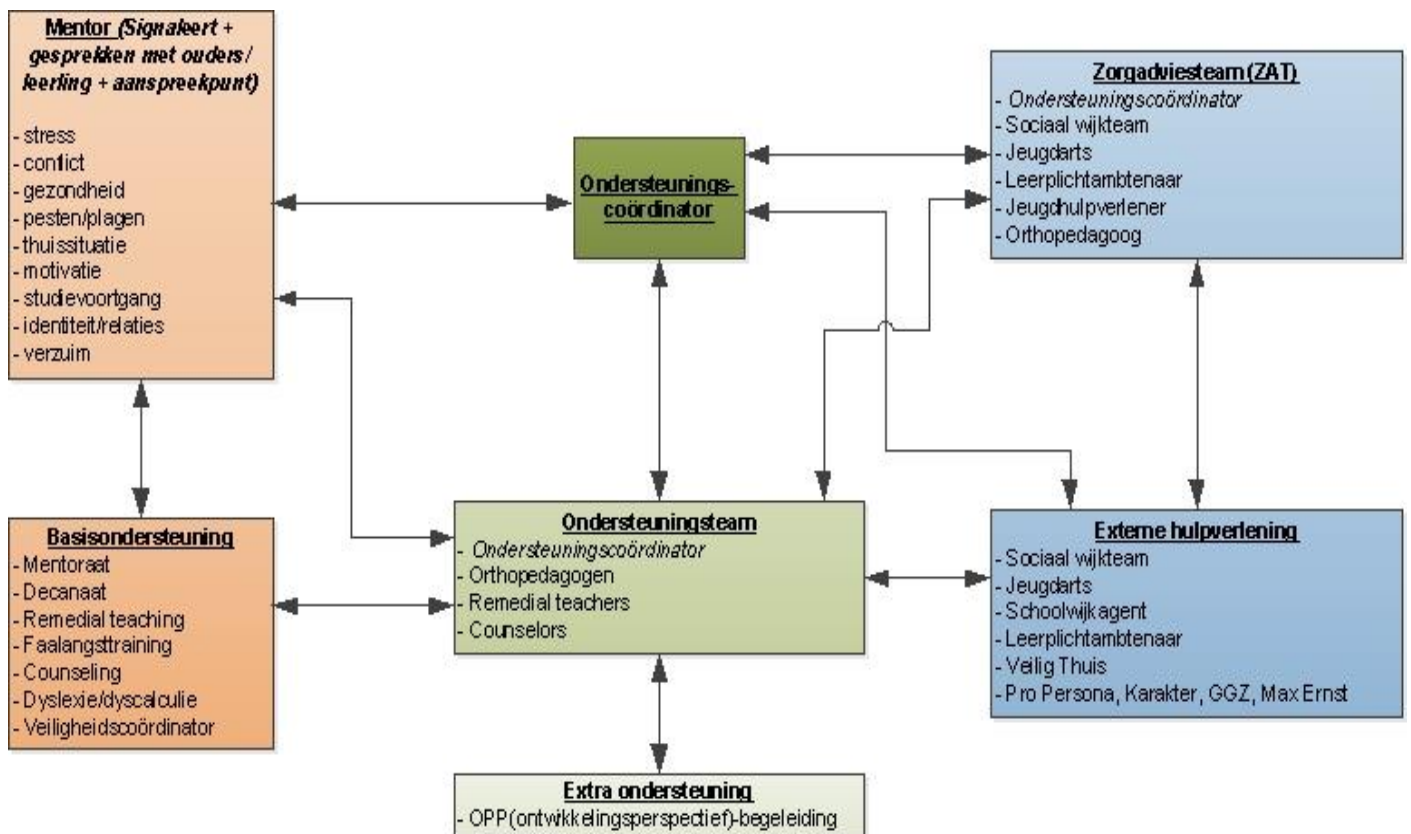 Mentor (Signaleert +
gesprekken met ouders/
leerling + aanspreekpunt)
- stress
- conflict
- gezondheid
- pesten/plagen
- thuissituatie
- motivatie
- studievoortgang
- identiteit/relaties
- verzuim
Ondersteunings-
coördinator
Zorgadviesteam (ZAT)
- Ondersteuningscoördinator
- Sociaal wijkteam
- Jeugdarts
- Leerplichtambtenaar
- Jeugdhulpverlener
- Orthopedagoog
Basisondersteuning
- Mentoraat
- Decanaat
- Remedial teaching
- Faalangsttraining
- Counseling
- Dyslexie/dyscalculie
- Veiligheidscoördinator
Ondersteuningsteam
- Ondersteuningscoördinator
- Orthopedagogen
- Remedial teachers
- Counselors
Externe hulpverlening
- Sociaal wijkteam
- Jeugdarts
- Schoolwijkagent
- Leerplichtambtenaar
- Veilig Thuis
- Pro Persona, Karakter, GGZ, Max Ernst
Extra ondersteuning
- OPP(ontwikkelingsperspectief)-begeleiding